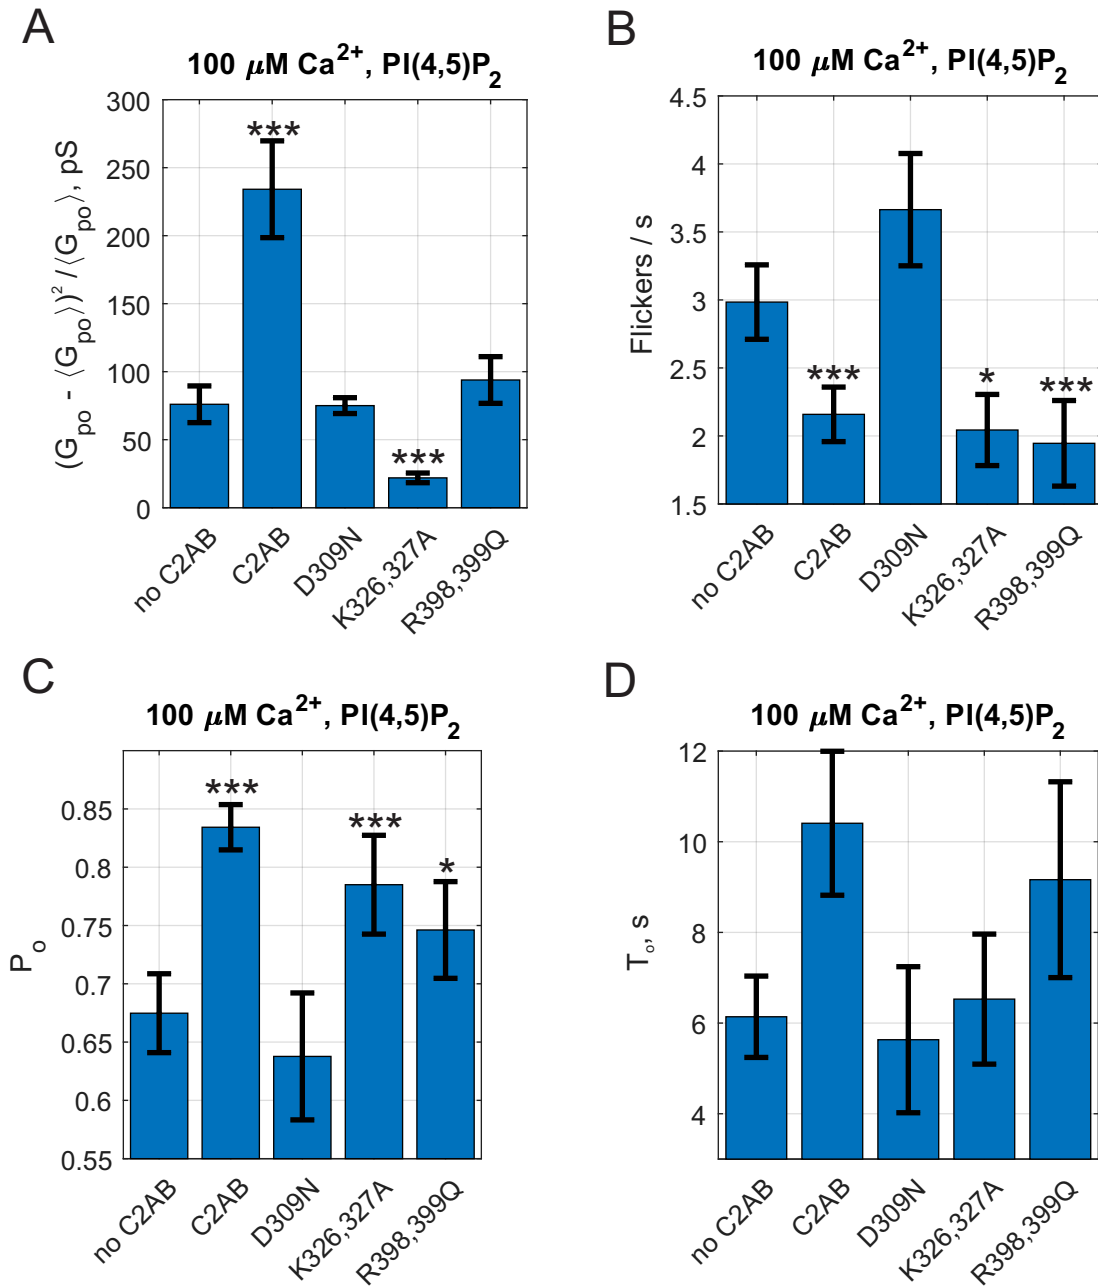 A
100 μM Ca²⁺, PI(4,5)P₂
(Gₚₒ - ⟨Gₚₒ⟩)² / ⟨Gₚₒ⟩, pS
300
250
200
150
100
50
0
***
***
no C2AB
C2AB
D309N
K326,327A
R398,399Q
B
100 μM Ca²⁺, PI(4,5)P₂
Flickers / s
4.5
4
3.5
3
2.5
2
1.5
***
*
***
no C2AB
C2AB
D309N
K326,327A
R398,399Q
C
100 μM Ca²⁺, PI(4,5)P₂
Pₒ
0.85
0.8
0.75
0.7
0.65
0.6
0.55
***
***
*
no C2AB
C2AB
D309N
K326,327A
R398,399Q
D
100 μM Ca²⁺, PI(4,5)P₂
Tₒ, s
12
10
8
6
4
no C2AB
C2AB
D309N
K326,327A
R398,399Q